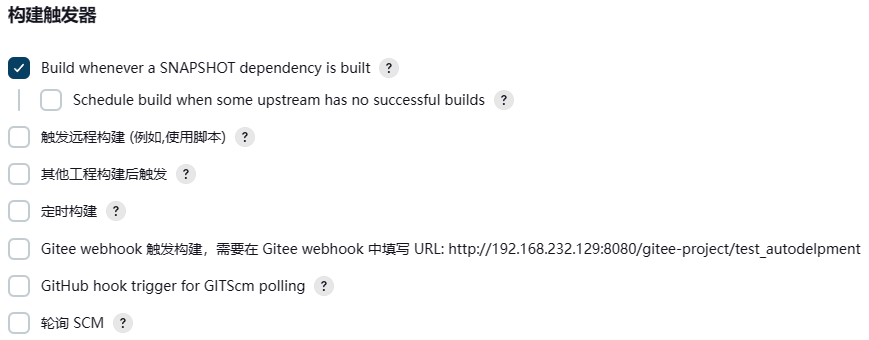 构建触发器
Build whenever a SNAPSHOT dependency is built ?
Schedule build when some upstream has no successful builds ?
触发远程构建 (例如,使用脚本) ?
其他工程构建后触发 ?
定时构建 ?
Gitee webhook 触发构建，需要在 Gitee webhook 中填写 URL: http://192.168.232.129:8080/gitee-project/test_autodelpment
GitHub hook trigger for GITScm polling ?
轮询 SCM ?